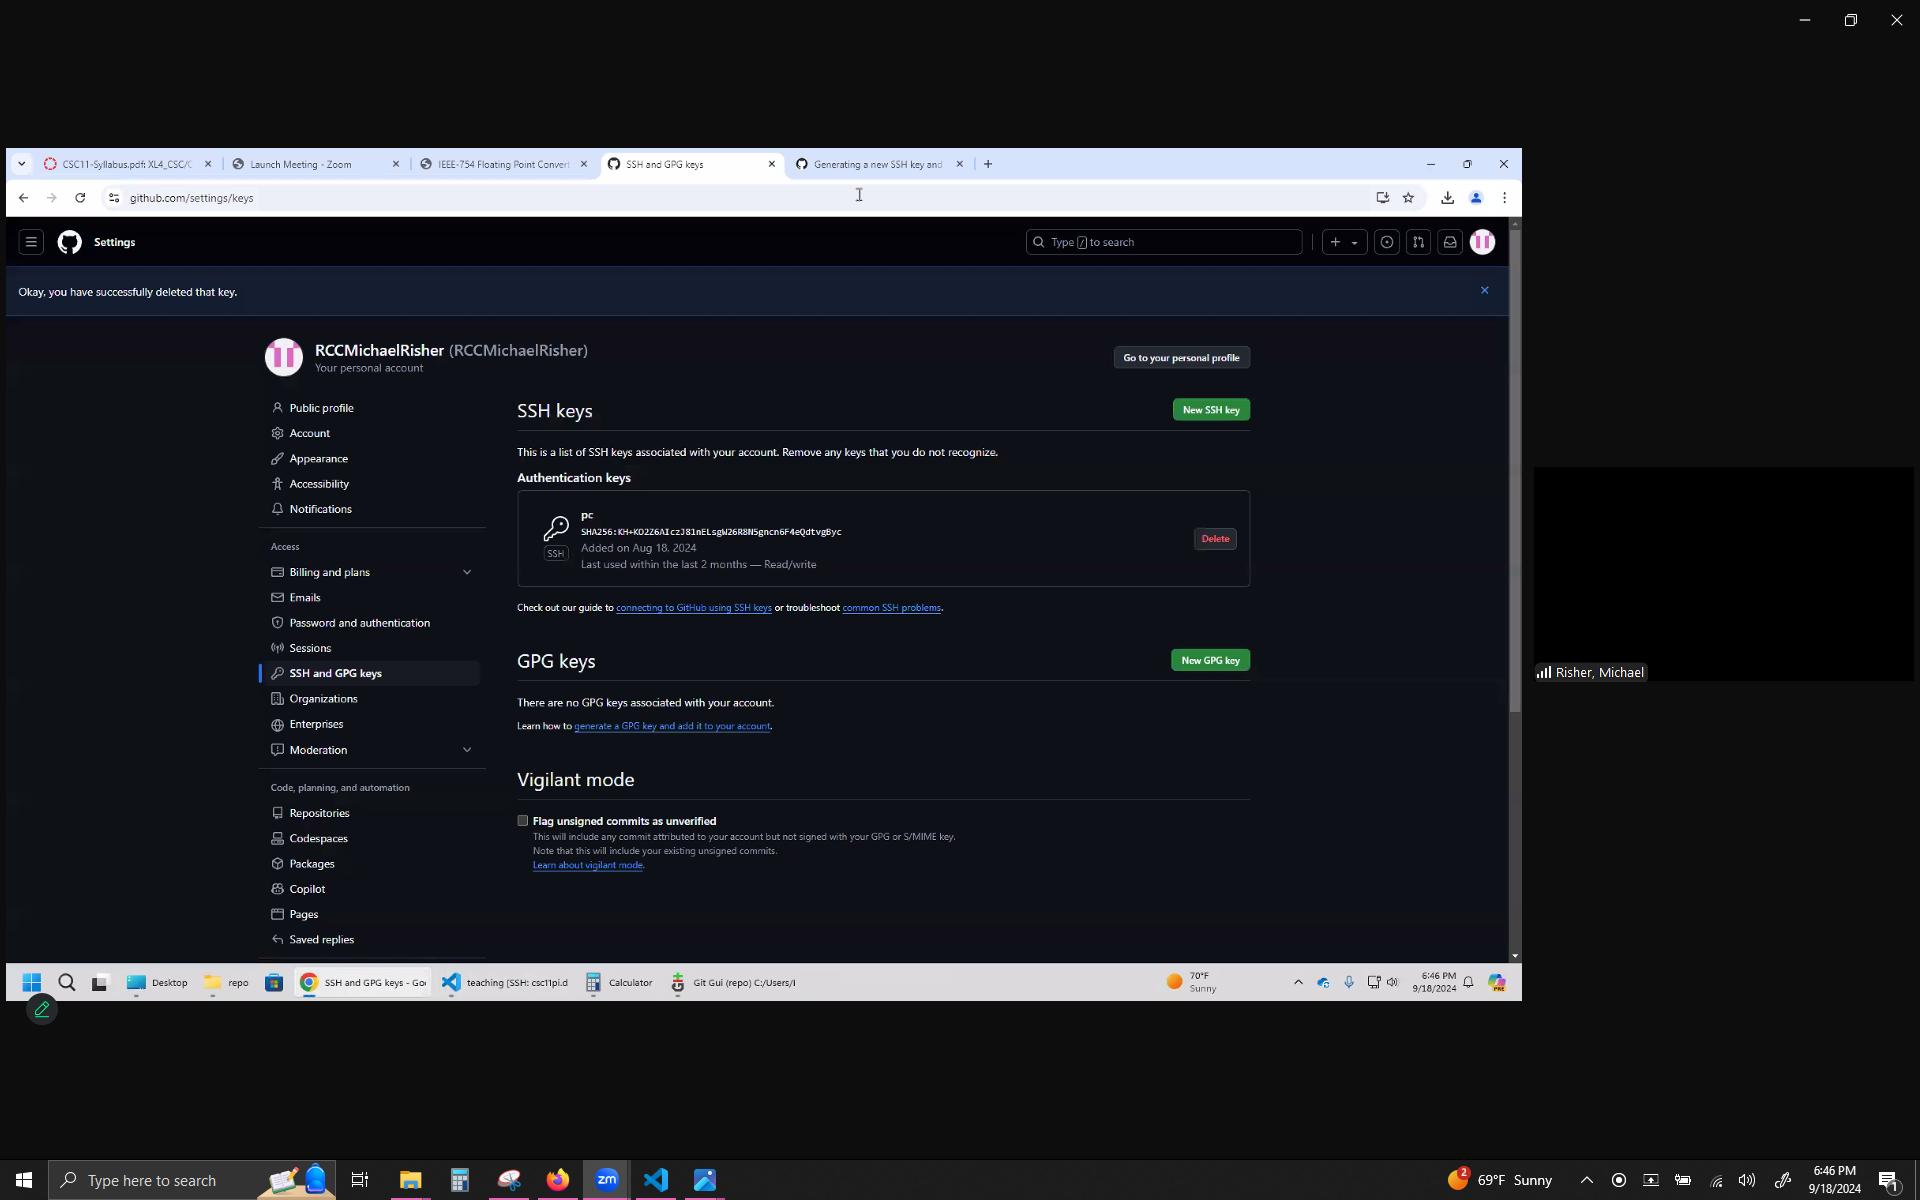 CSC11-Syllabus.pdf: XL4_CSC/C
Launch Meeting - Zoom
IEEE-754 Floating Point Convert
SSH and GPG keys
Generating a new SSH key and
github.com/settings/keys
Settings
Type / to search
Okay, you have successfully deleted that key.
RCCMichaelRisher (RCCMichaelRisher)
Your personal account
Go to your personal profile
Public profile
Account
Appearance
Accessibility
Notifications
Access
Billing and plans
Emails
Password and authentication
Sessions
SSH and GPG keys
Organizations
Enterprises
Moderation
Code, planning, and automation
Repositories
Codespaces
Packages
Copilot
Pages
Saved replies
SSH keys
New SSH key
This is a list of SSH keys associated with your account. Remove any keys that you do not recognize.
Authentication keys
pc
SHA256:KH+KO2Z6AIczJ81nELsgW26R8N5gncn6F4eQdtvgByc
SSH
Added on Aug 18, 2024
Last used within the last 2 months — Read/write
Delete
Check out our guide to connecting to GitHub using SSH keys or troubleshoot common SSH problems.
GPG keys
New GPG key
There are no GPG keys associated with your account.
Learn how to generate a GPG key and add it to your account.
Vigilant mode
Flag unsigned commits as unverified
This will include any commit attributed to your account but not signed with your GPG or S/MIME key.
Note that this will include your existing unsigned commits.
Learn about vigilant mode.
Risher, Michael
Desktop
repo
SSH and GPG keys - Goo
teaching [SSH: csc11pi.d
Calculator
Git Gui (repo) C:/Users/l
70°F
Sunny
6:46 PM
9/18/2024
PRE
Type here to search
zm
2
69°F Sunny
6:46 PM
9/18/2024
1